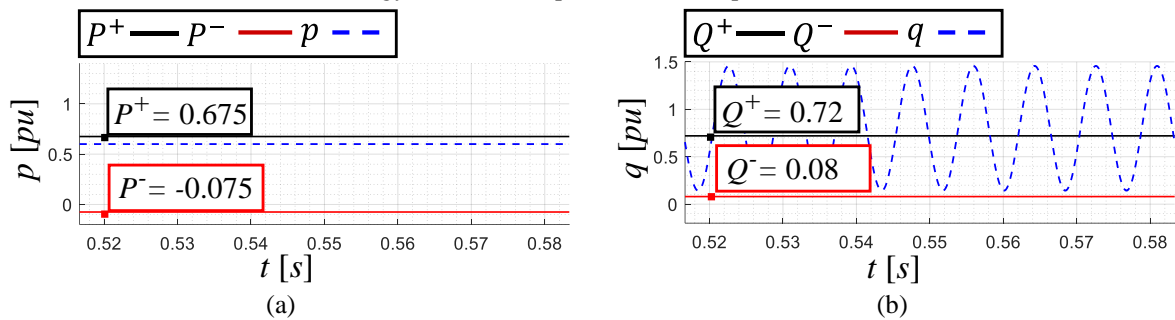 P⁺ P⁻ p
p [pu]
1
0.5
0
P⁺ = 0.675
P⁻ = -0.075
0.52 0.53 0.54 0.55 0.56 0.57 0.58
t [s]
(a)
Q⁺ Q⁻ q
q [pu]
1.5
1
0.5
0
Q⁺ = 0.72
Q⁻ = 0.08
0.52 0.53 0.54 0.55 0.56 0.57 0.58
t [s]
(b)